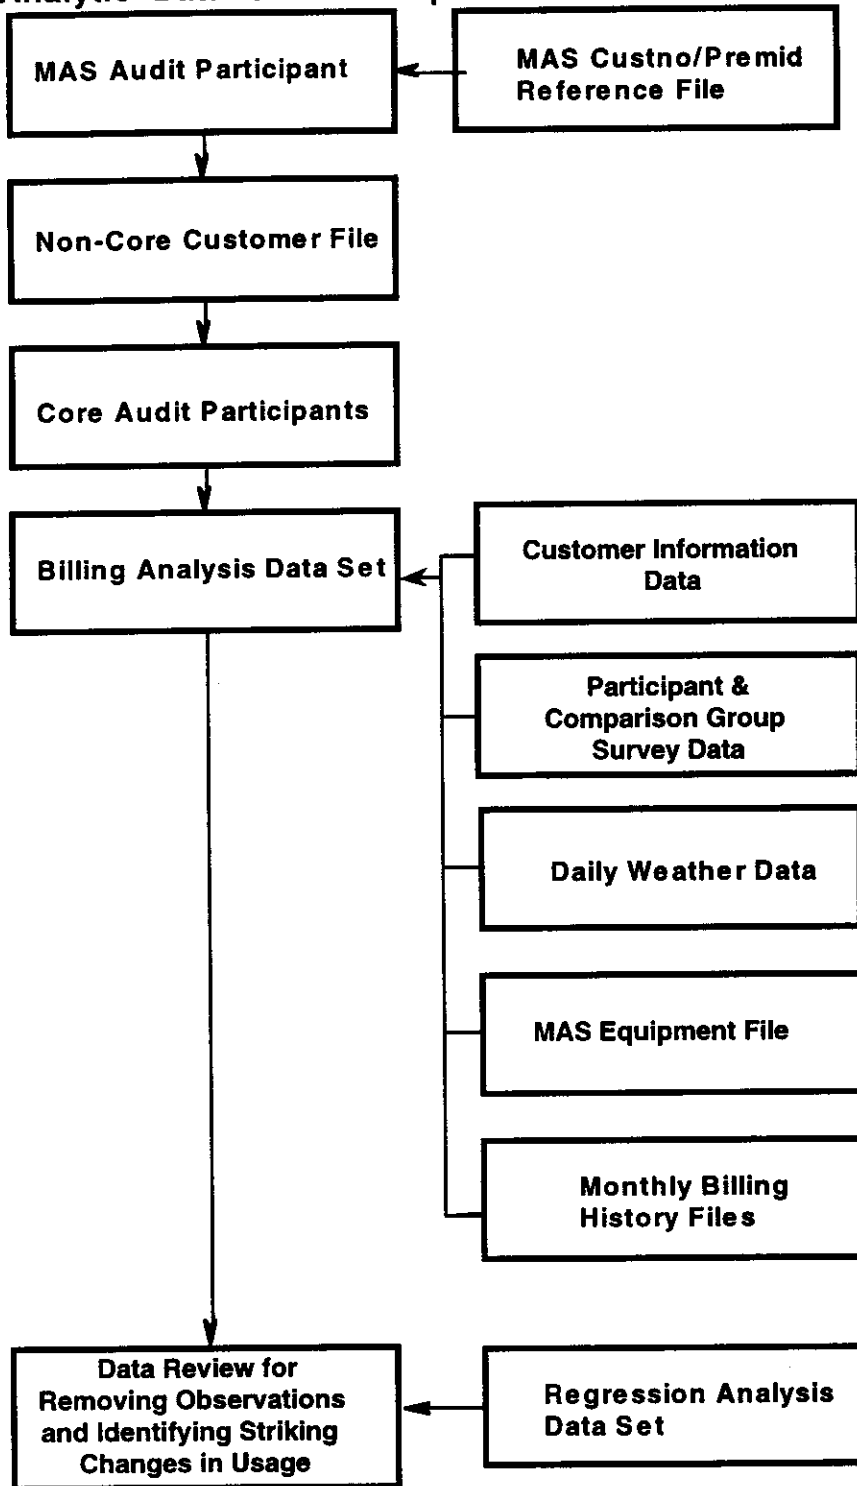 MAS Audit Participant
MAS Custno/Premid
Reference File
Non-Core Customer File
Core Audit Participants
Billing Analysis Data Set
Customer Information
Data
Participant &
Comparison Group
Survey Data
Daily Weather Data
MAS Equipment File
Monthly Billing
History Files
Data Review for
Removing Observations
and Identifying Striking
Changes in Usage
Regression Analysis
Data Set